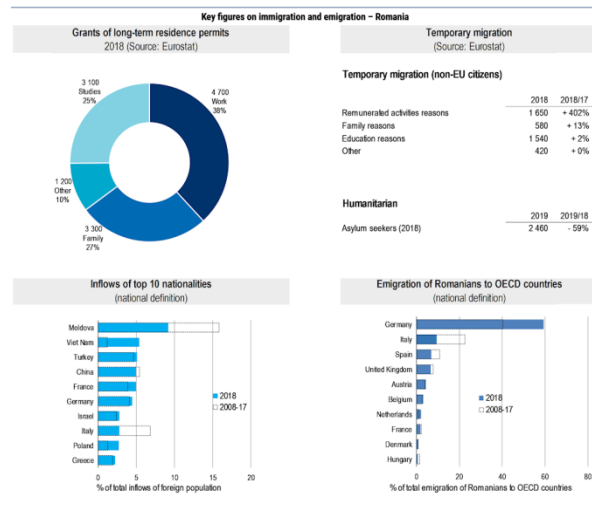 Key figures on immigration and emigration − Romania
Grants of long-term residence permits
2018 (Source: Eurostat)
3 100
Studies
25%
4 700
Work
38%
1 200
Other
10%
3 300
Family
27%
Temporary migration
(Source: Eurostat)
Temporary migration (non-EU citizens)
2018 2018/17
Remunerated activities reasons 1 650 + 402%
Family reasons 580 + 13%
Education reasons 1 540 + 2%
Other 420 + 0%
Humanitarian
2019 2019/18
Asylum seekers (2018) 2 460 - 59%
Inflows of top 10 nationalities
(national definition)
Moldova
Viet Nam
Turkey
China
France
Germany
Israel
Italy
Poland
Greece
2018
2008-17
0 5 10 15 20
% of total inflows of foreign population
Emigration of Romanians to OECD countries
(national definition)
Germany
Italy
Spain
United Kingdom
Austria
Belgium
Netherlands
France
Denmark
Hungary
2018
2008-17
0 20 40 60 80
% of total emigration of Romanians to OECD countries